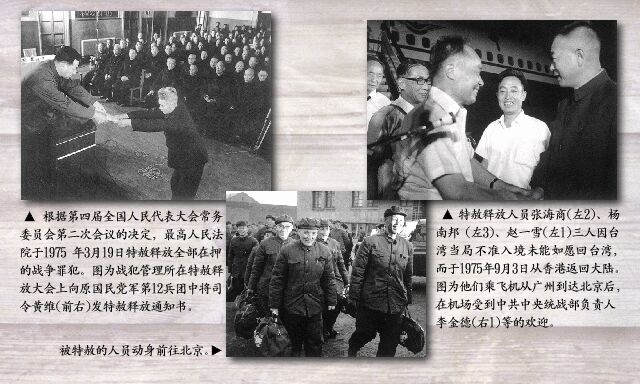 ▲ 根据第四届全国人民代表大会常务
委员会第二次会议的决定，最高人民法
院于1975 年3月19日特赦释放全部在押
的战争罪犯。图为战犯管理所在特赦释
放大会上向原国民党军第12兵团中将司
令黄维(前右)发特赦释放通知书。
被特赦的人员动身前往北京。▶
▲ 特赦释放人员张海商(左2)、杨
南邨 (左3)、赵一雪(左1)三人因台
湾当局不准入境未能如愿回台湾，
而于1975年9月3日从香港返回大陆。
图为他们乘飞机从广州到达北京后，
在机场受到中共中央统战部负责人
李金德(右1)等的欢迎。